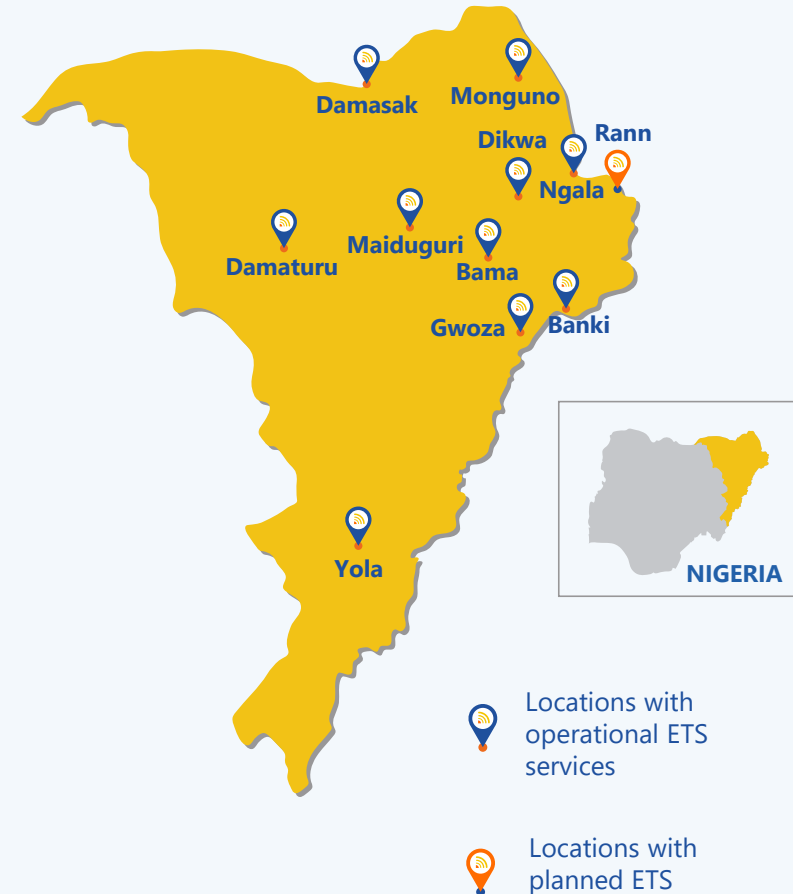 Damasak
Monguno
Dikwa
Rann
Ngala
Maiduguri
Damaturu
Bama
Gwoza
Banki
Yola
NIGERIA
Locations with
operational ETS
services
Locations with
planned ETS